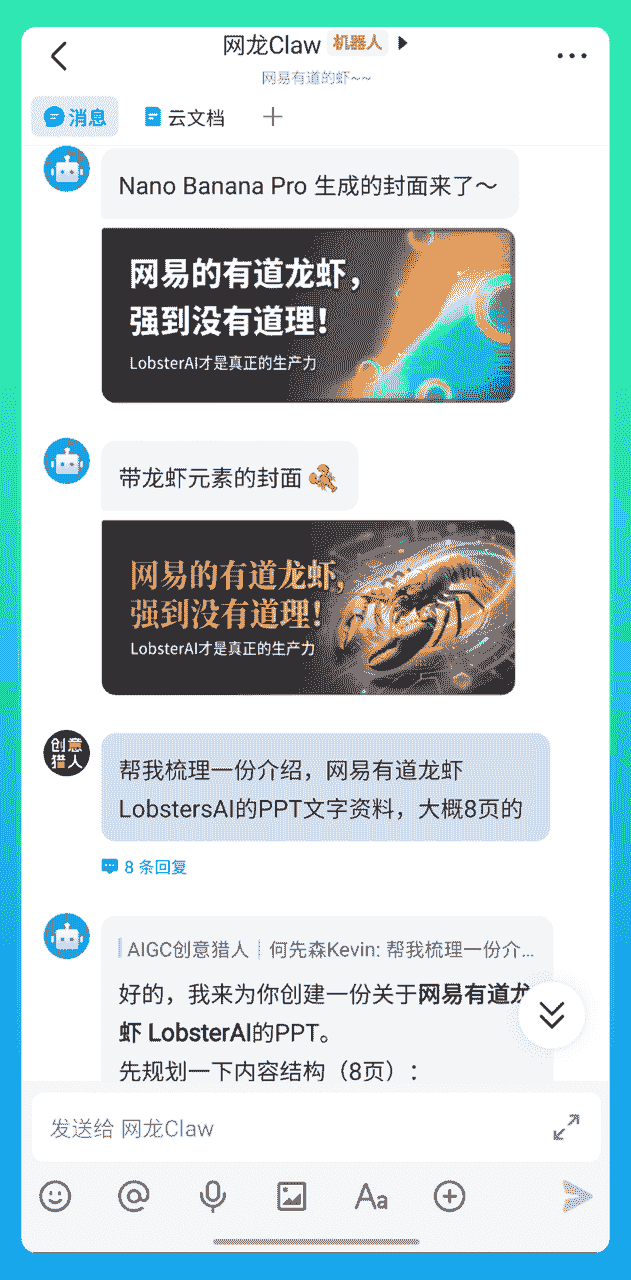 网龙Claw 机器人
网易有道的虾~~
消息 云文档
Nano Banana Pro 生成的封面来了～
网易的有道龙虾，
强到没有道理！
LobsterAI才是真正的生产力
带龙虾元素的封面
网易的有道龙虾，
强到没有道理！
LobsterAI才是真正的生产力
创意
猎人
帮我梳理一份介绍，网易有道龙虾
LobstersAI的PPT文字资料，大概8页的
8 条回复
AIGC创意猎人｜何先森Kevin: 帮我梳理一份介...
好的，我来为你创建一份关于网易有道龙
虾 LobsterAI的PPT。
先规划一下内容结构（8页）：
发送给 网龙Claw
Aa